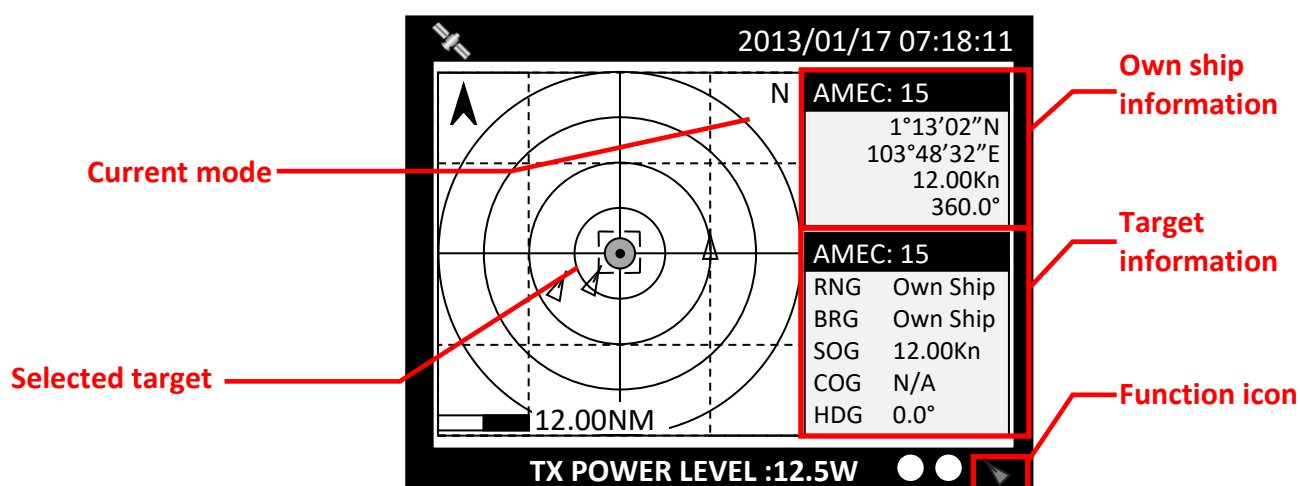 2013/01/17 07:18:11
Own ship
information
N
AMEC: 15
1°13’02”N
103°48’32”E
12.00Kn
360.0°
Current mode
Target
information
AMEC: 15
RNG Own Ship
BRG Own Ship
SOG 12.00Kn
COG N/A
HDG 0.0°
Selected target
Function icon
12.00NM
TX POWER LEVEL :12.5W